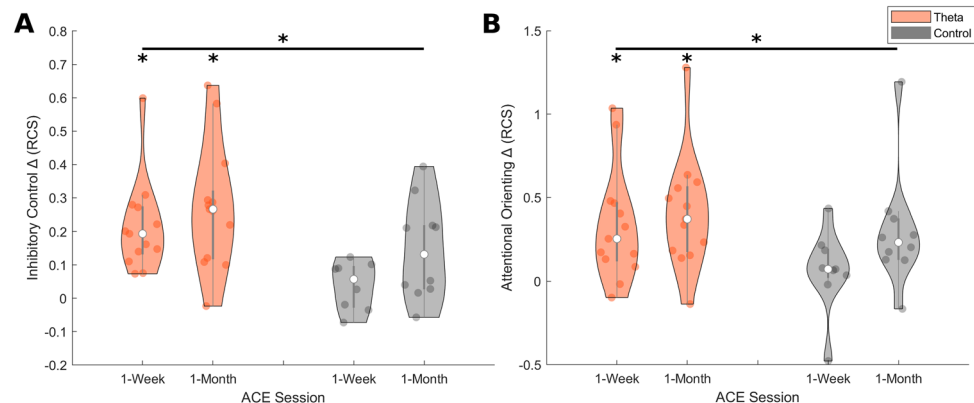 A
B
Theta
Control
Inhibitory Control Δ (RCS)
0.8
0.7
0.6
0.5
0.4
0.3
0.2
0.1
0
-0.1
-0.2
*
* *
1-Week 1-Month 1-Week 1-Month
ACE Session
Attentional Orienting Δ (RCS)
1.5
1
0.5
0
-0.5
*
* *
1-Week 1-Month 1-Week 1-Month
ACE Session